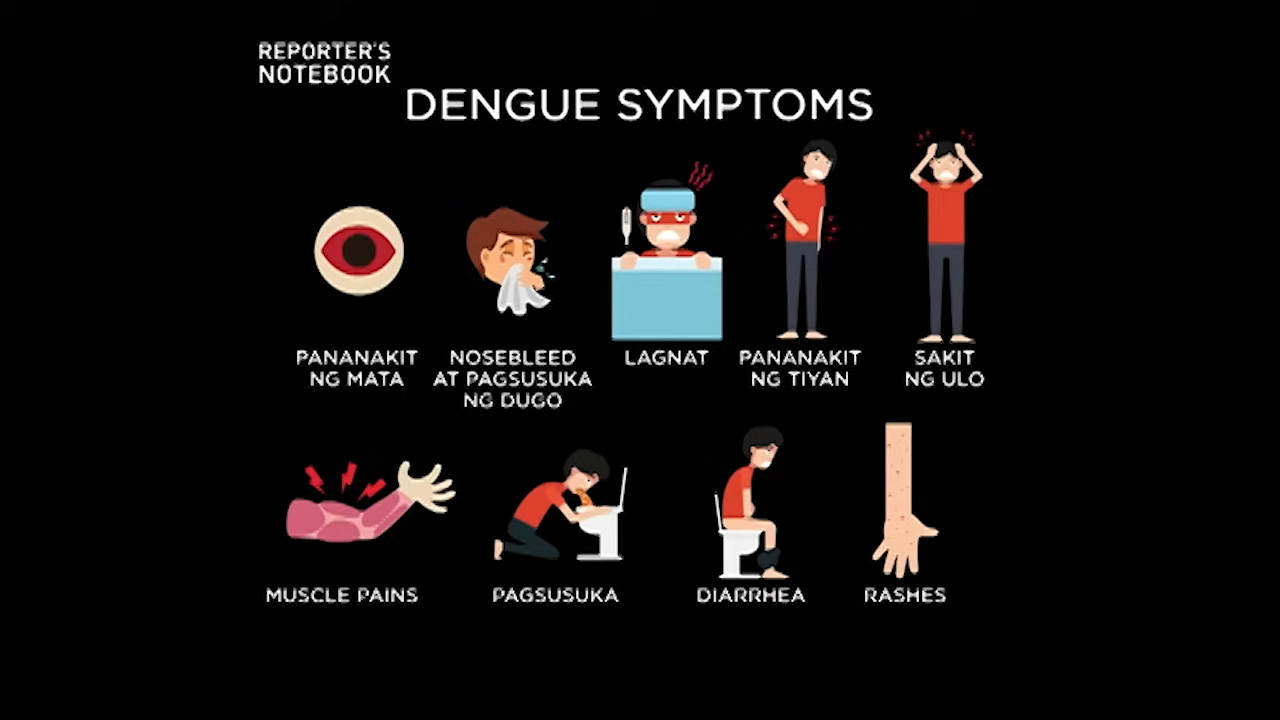 REPORTER'S
NOTEBOOK
DENGUE SYMPTOMS
PANANAKIT
NG MATA
NOSEBLEED
AT PAGSUSUKA
NG DUGO
LAGNAT
PANANAKIT
NG TIYAN
SAKIT
NG ULO
MUSCLE PAINS
PAGSUSUKA
DIARRHEA
RASHES